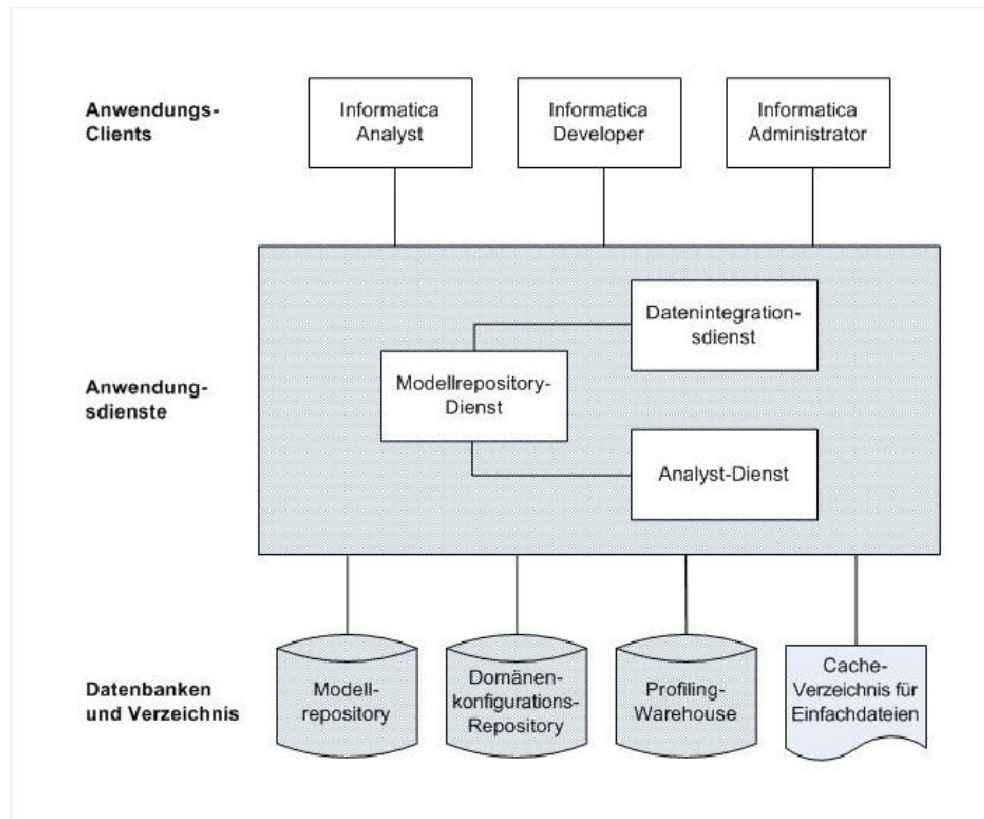 Anwendungs-
Clients
Informatica
Analyst
Informatica
Developer
Informatica
Administrator
Anwendung-
sdienste
Datenintegration-
sdienst
Modellrepository-
Dienst
Analyst-Dienst
Datenbanken
und Verzeichnis
Modell-
repository
Domänen-
konfigurations-
Repository
Profiling-
Warehouse
Cache-
Verzeichnis für
Einfachdateien